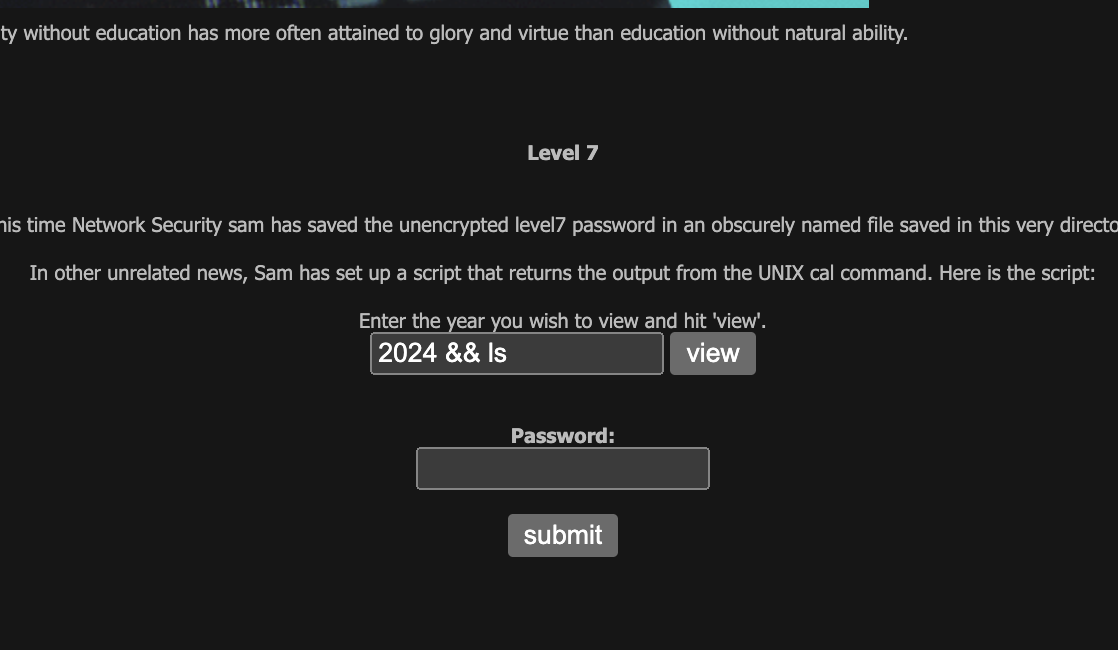 ty without education has more often attained to glory and virtue than education without natural ability.
Level 7
his time Network Security sam has saved the unencrypted level7 password in an obscurely named file saved in this very directo
In other unrelated news, Sam has set up a script that returns the output from the UNIX cal command. Here is the script:
Enter the year you wish to view and hit 'view'.
2024 && ls view
Password:
submit